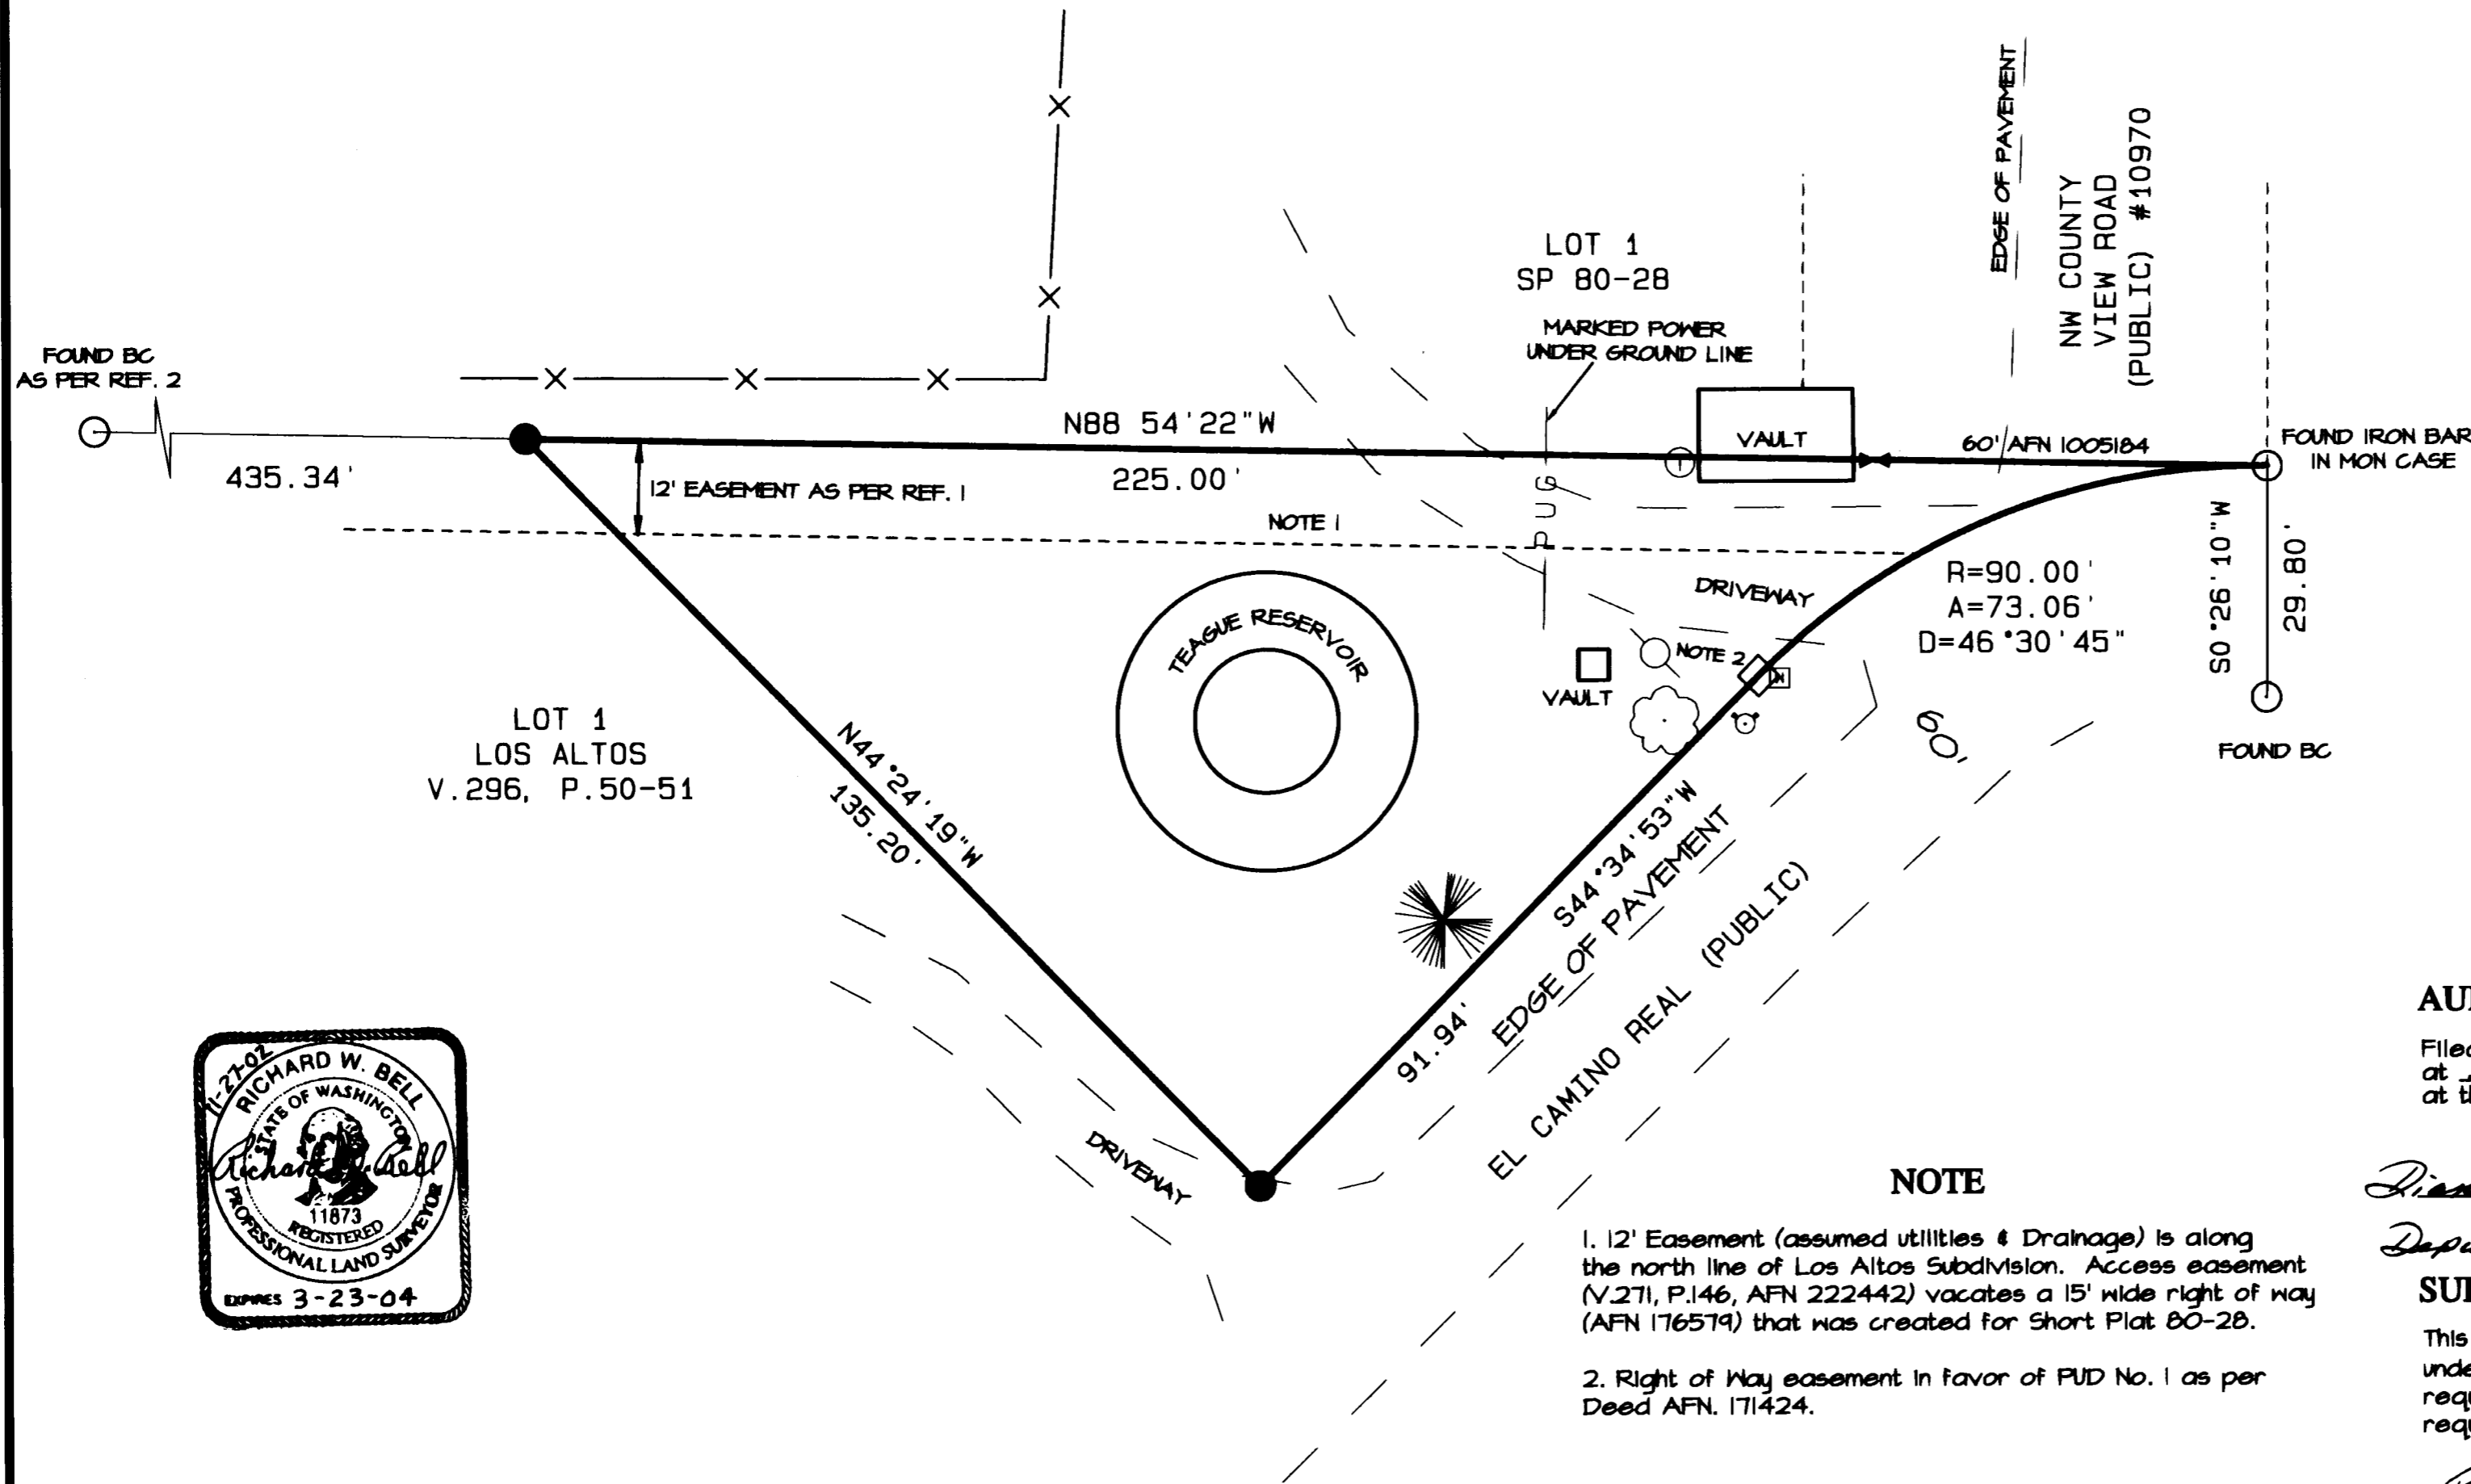 EDGE OF PAVEMENT
NW COUNTY
VIEW ROAD
(PUBLIC) #10970
LOT 1
SP 80-28
MARKED POWER
UNDER GROUND LINE
FOUND BC
AS PER REF. 2
N88 54'22"W
VAULT
60' AFN 1005184
FOUND IRON BAR
IN MON CASE
435.34'
12' EASEMENT AS PER REF. 1
225.00'
NOTE 1
PUG
DRIVEWAY
R=90.00'
A=73.06'
D=46°30'45"
S0°26'10"W
29.80'
TEAGUE RESERVOIR
NOTE 2
VAULT
W
60'
FOUND BC
LOT 1
LOS ALTOS
V.296, P.50-51
N44°24'19"W
135.20'
S44°34'53"W
91.94'
EDGE OF PAVEMENT
EL CAMINO REAL (PUBLIC)
DRIVEWAY
11-27-02
RICHARD W. BELL
STATE OF WASHINGTON
Richard W. Bell
11873
REGISTERED
PROFESSIONAL LAND SURVEYOR
EXPIRES 3-23-04
NOTE
1. 12' Easement (assumed utilities & Drainage) is along
the north line of Los Altos Subdivision. Access easement
(V.271, P.146, AFN 222442) vacates a 15' wide right of way
(AFN 176579) that was created for Short Plat 80-28.
2. Right of Way easement in favor of PUD No. 1 as per
Deed AFN. 171424.
Filed
at
at
This